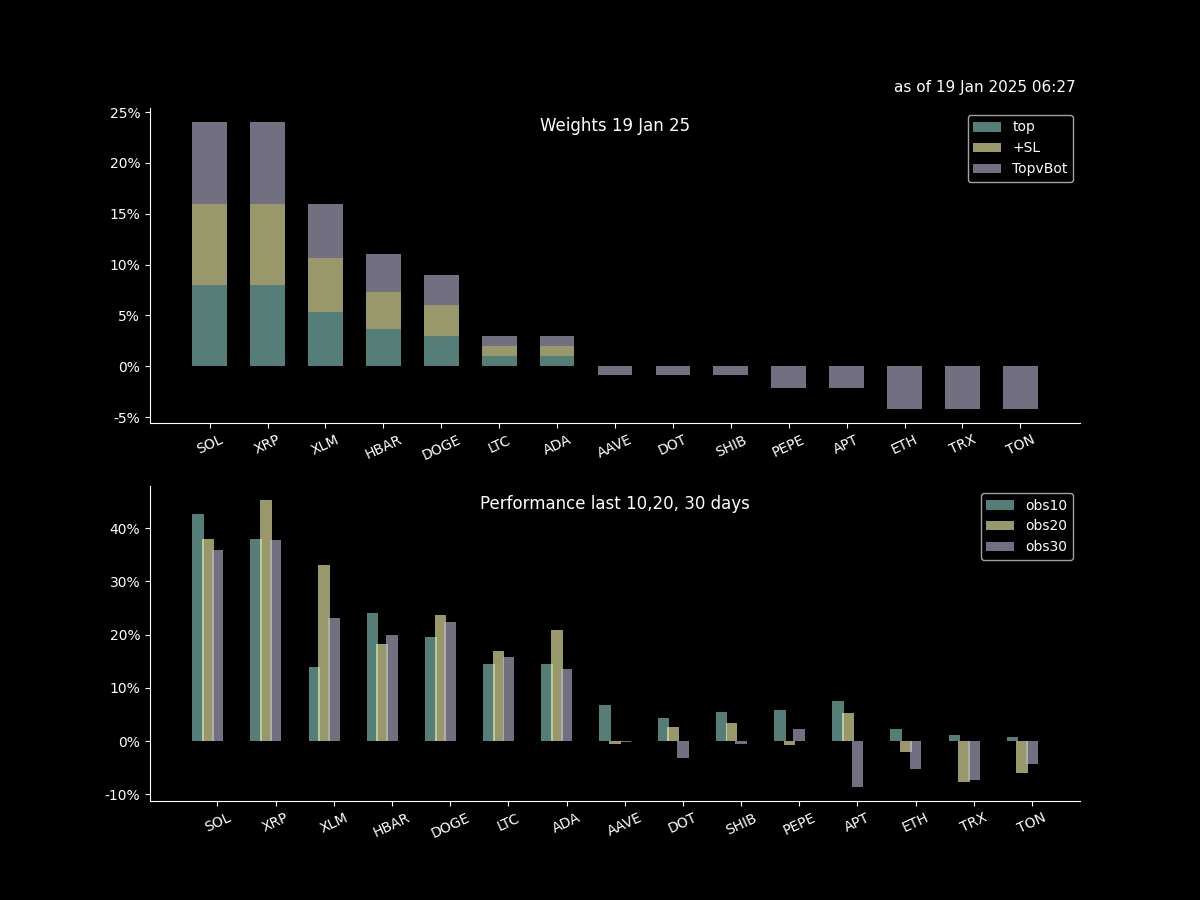 as of 19 Jan 2025 06:27
Weights 19 Jan 25
top
+SL
TopvBot
25%
20%
15%
10%
5%
0%
-5%
SOL XRP XLM HBAR DOGE LTC ADA AAVE DOT SHIB PEPE APT ETH TRX TON
Performance last 10,20, 30 days
obs10
obs20
obs30
40%
30%
20%
10%
0%
-10%
SOL XRP XLM HBAR DOGE LTC ADA AAVE DOT SHIB PEPE APT ETH TRX TON